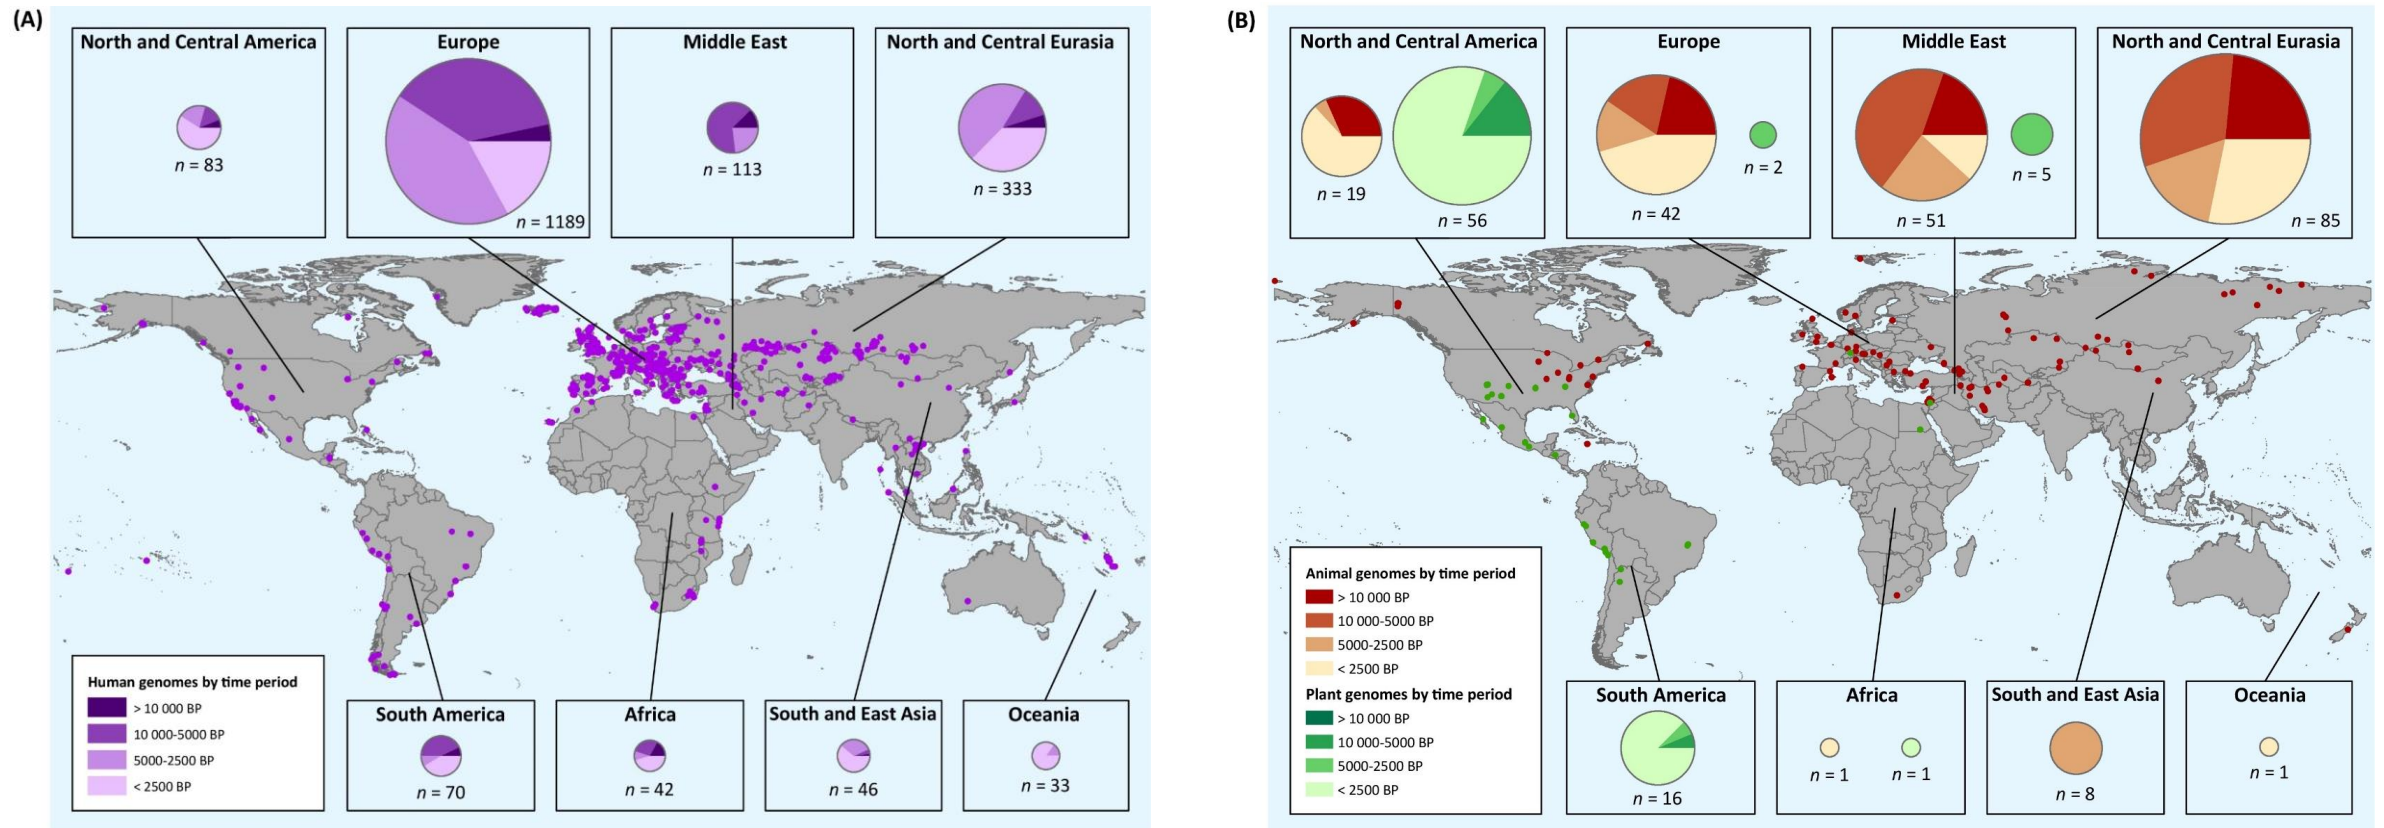 (A)
North and Central America
n = 83
Europe
n = 1189
Middle East
n = 113
North and Central Eurasia
n = 333
Human genomes by time period
> 10 000 BP
10 000-5000 BP
5000-2500 BP
< 2500 BP
South America
n = 70
Africa
n = 42
South and East Asia
n = 46
Oceania
n = 33
(B)
North and Central America
n = 19
n = 56
Europe
n = 42
n = 2
Middle East
n = 51
n = 5
North and Central Eurasia
n = 85
Animal genomes by time period
> 10 000 BP
10 000-5000 BP
5000-2500 BP
< 2500 BP
Plant genomes by time period
> 10 000 BP
10 000-5000 BP
5000-2500 BP
< 2500 BP
South America
n = 16
Africa
n = 1
n = 1
South and East Asia
n = 8
Oceania
n = 1